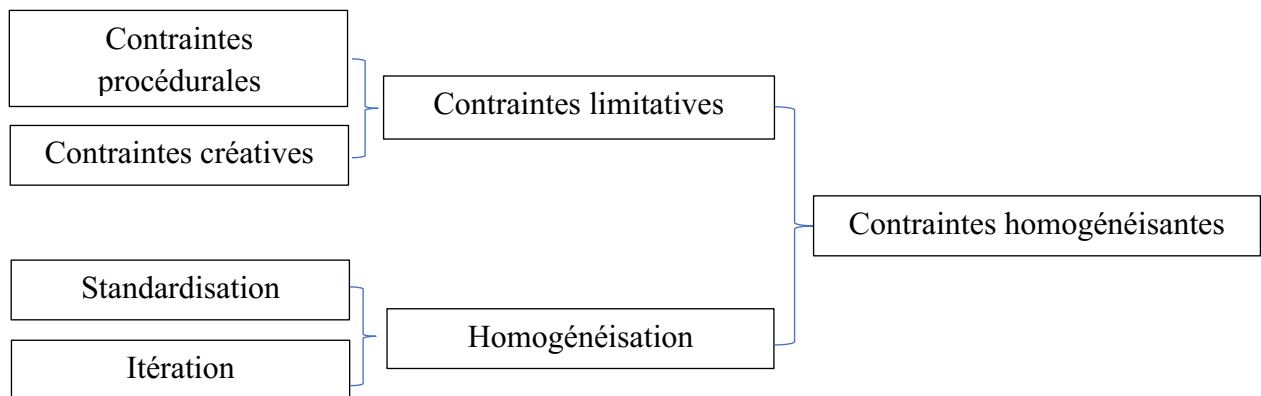 Contraintes
procédurales
Contraintes limitatives
Contraintes créatives
Contraintes homogénéisantes
Standardisation
Homogénéisation
Itération